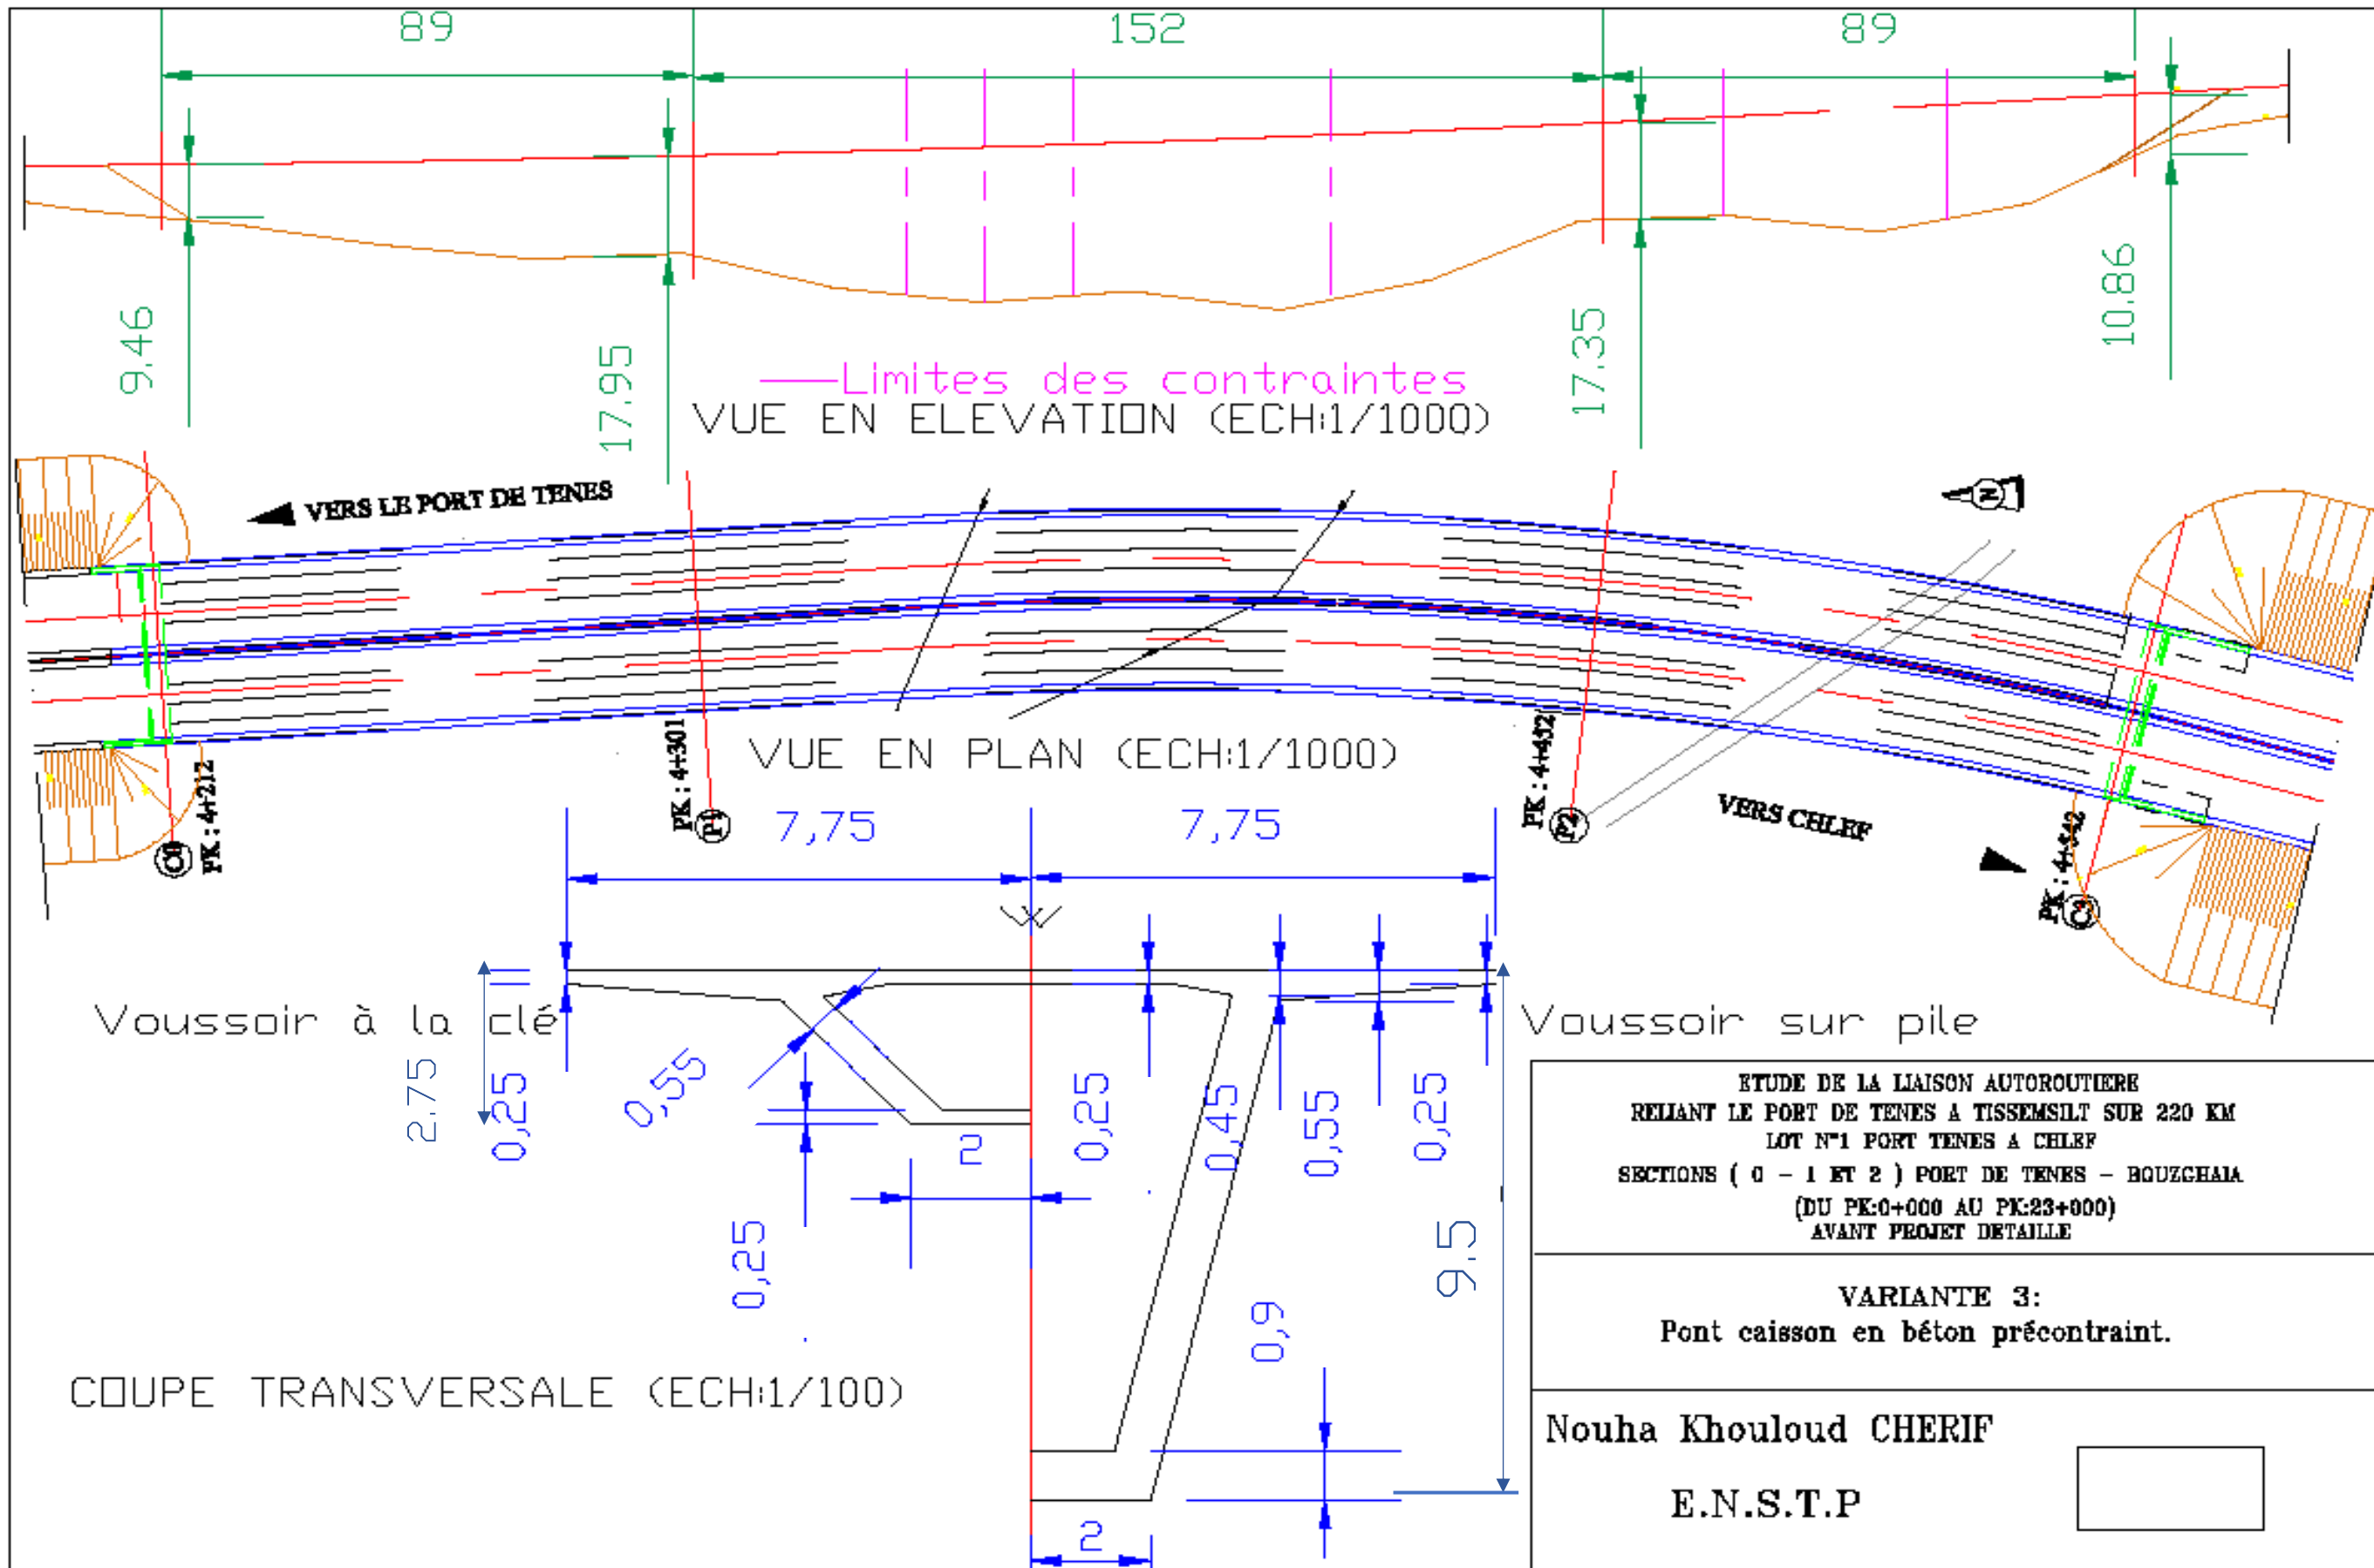 89
152
89
9.46
17.95
17.35
10.86
Limites des contraintes
VUE EN ELEVATION (ECH:1/1000)
VERS LE PORT DE TENES
N
PK : 4+212
PK : 4+301
P1
VUE EN PLAN (ECH:1/1000)
PK : 4+452
P2
VERS CHLEF
PK : 4+542
7,75
7,75
Voussoir à la clé
Voussoir sur pile
2.75
0,25
0,55
2
0,25
0,25
0,45
0,55
0,25
9.5
0,9
2
COUPE TRANSVERSALE (ECH:1/100)
ETUDE DE LA LIAISON AUTOROUTIERE
RELIANT LE PORT DE TENES A TISSEMSILT SUR 220 KM
LOT N°1 PORT TENES A CHLEF
SECTIONS ( 0 - 1 ET 2 ) PORT DE TENES - BOUZGHAIA
(DU PK:0+000 AU PK:23+000)
AVANT PROJET DETAILLE
VARIANTE 3:
Pont caisson en béton précontraint.
Nouha Khouloud CHERIF
E.N.S.T.P